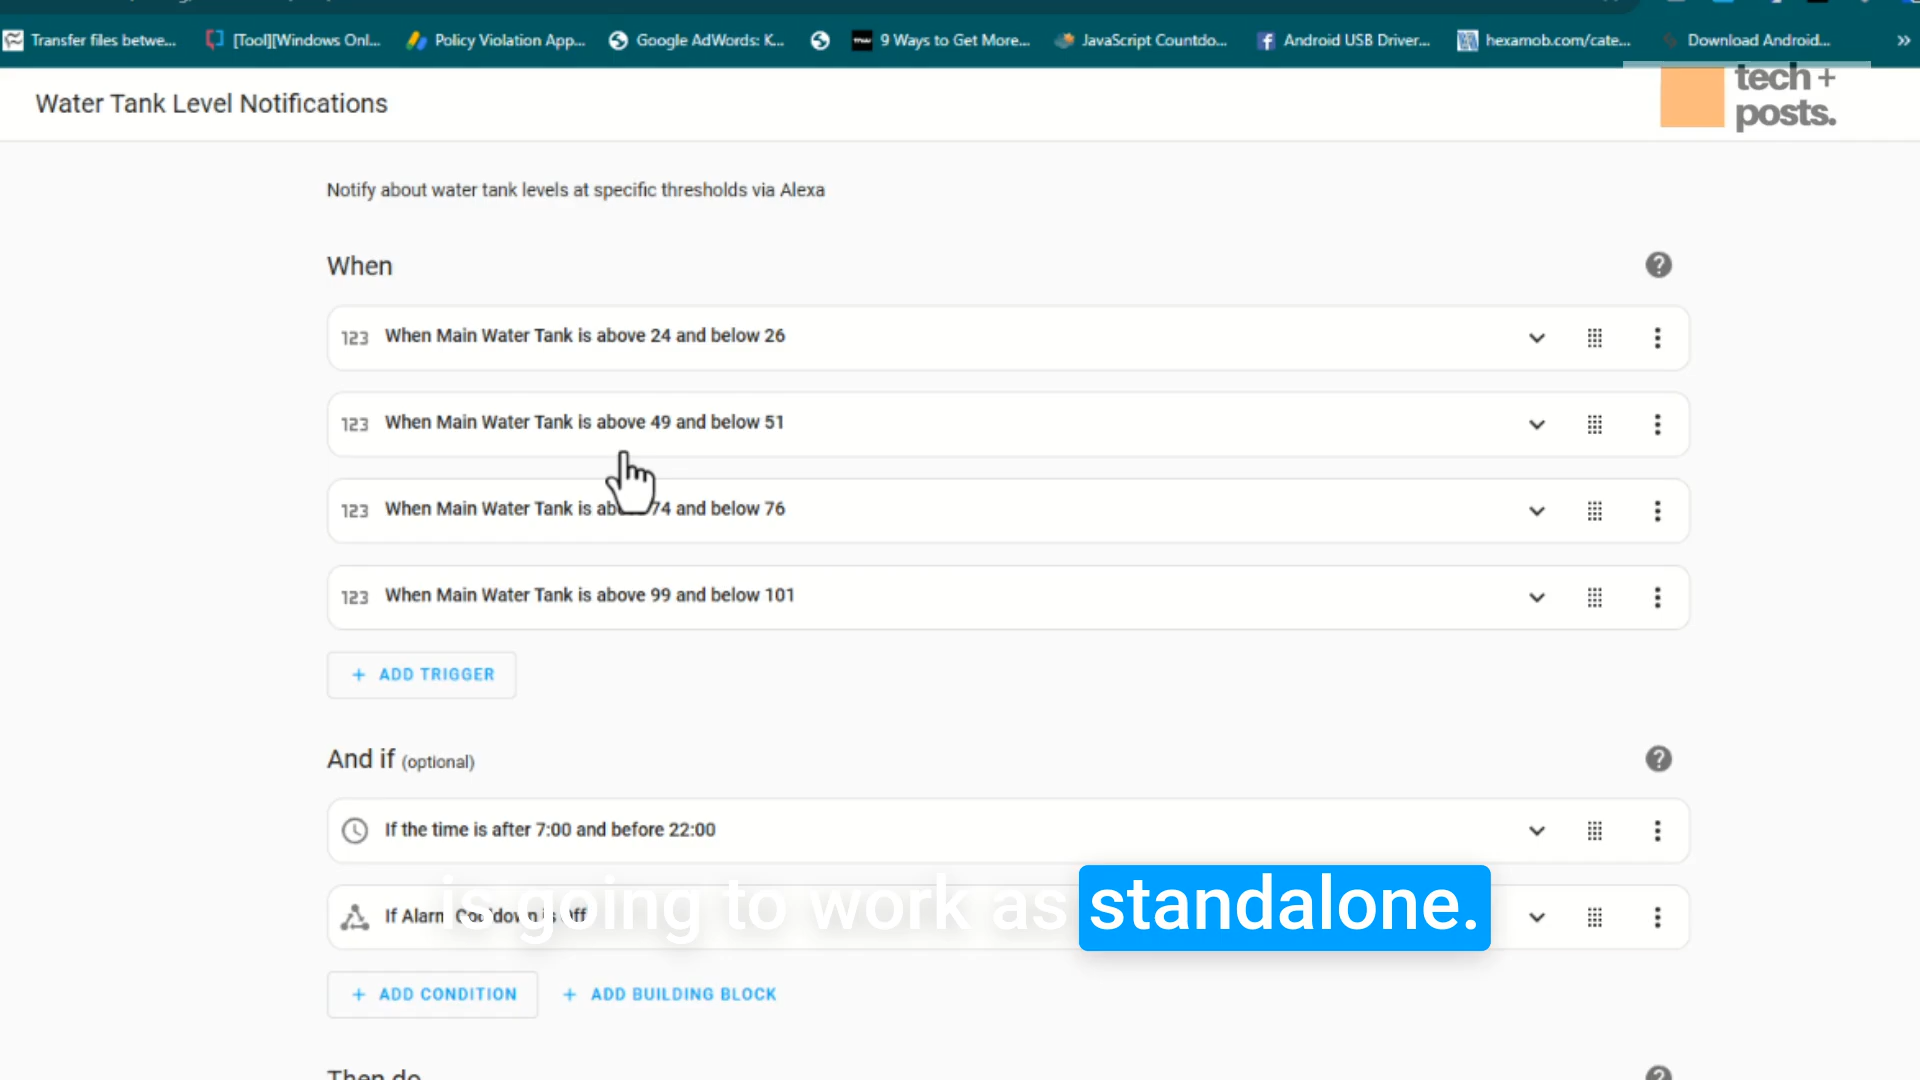 Transfer files betwe...
[Tool][Windows Onl...
Policy Violation App...
Google AdWords: K...
9 Ways to Get More...
JavaScript Countdo...
Android USB Driver...
hexamob.com/cate...
Download Android...
»
Water Tank Level Notifications
tech+
posts.
Notify about water tank levels at specific thresholds via Alexa
When
123 When Main Water Tank is above 24 and below 26
123 When Main Water Tank is above 49 and below 51
123 When Main Water Tank is 74 and below 76
123 When Main Water Tank is above 99 and below 101
+ ADD TRIGGER
And if (optional)
If the time is after 7:00 and before 22:00
If Alarm Cooldown is Off
is going to work as standalone.
+ ADD CONDITION + ADD BUILDING BLOCK
Then do